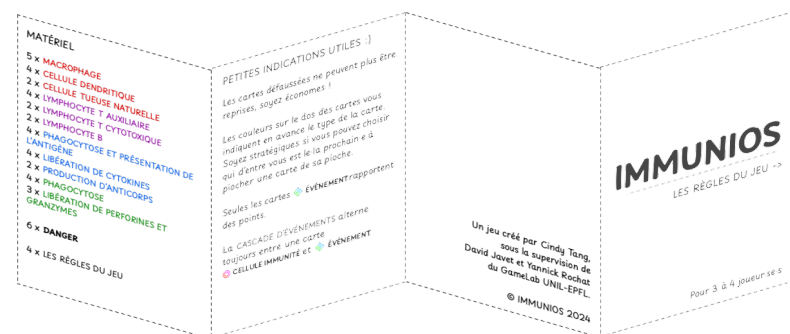 MATÉRIEL
5 x MACROPHAGE
4 x CELLULE DENDRITIQUE
2 x CELLULE TUEUSE NATURELLE
4 x LYMPHOCYTE T AUXILIAIRE
2 x LYMPHOCYTE T CYTOTOXIQUE
2 x LYMPHOCYTE B
4 x PHAGOCYTOSE ET PRÉSENTATION DE
L'ANTIGÈNE
4 x LIBÉRATION DE CYTOKINES
2 x PRODUCTION D'ANTICORPS
4 x PHAGOCYTOSE
3 x LIBÉRATION DE PERFORINES ET
GRANZYMES
6 x DANGER
4 x LES RÈGLES DU JEU
PETITES INDICATIONS UTILES :)
Les cartes défaussées ne peuvent plus être
reprises, soyez économes !
Les couleurs sur le dos des cartes vous
indiquent en avance le type de la carte.
Soyez stratégiques si vous pouvez choisir
qui d'entre vous est le·la prochain·e à
piocher une carte de sa pioche.
Seules les cartes ÉVÉNEMENT rapportent
des points.
La CASCADE D'ÉVÉNEMENTS alterne
toujours entre une carte
CELLULE IMMUNITÉ et ÉVÉNEMENT.
Un jeu créé par Cindy Tang,
sous la supervision de
David Javet et Yannick Rochat
du GameLab UNIL-EPFL.
© IMMUNIOS 2024
IMMUNIOS
LES RÈGLES DU JEU ->
Pour 3 à 4 joueur·se·s